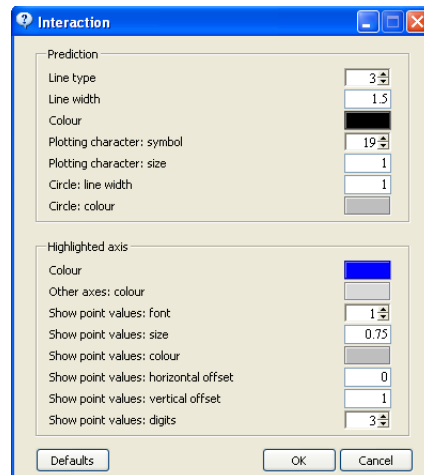 Interaction
Prediction
Line type 3
Line width 1.5
Colour
Plotting character: symbol 19
Plotting character: size 1
Circle: line width 1
Circle: colour
Highlighted axis
Colour
Other axes: colour
Show point values: font 1
Show point values: size 0.75
Show point values: colour
Show point values: horizontal offset 0
Show point values: vertical offset 1
Show point values: digits 3
Defaults OK Cancel